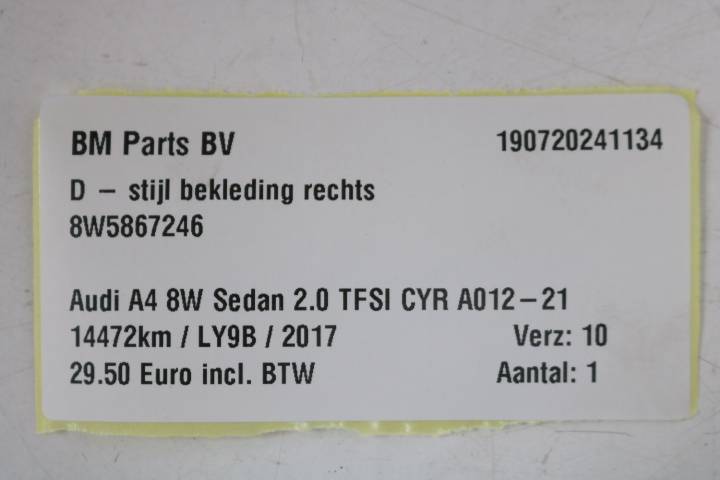 BM Parts BV 190720241134
D – stijl bekleding rechts
8W5867246
Audi A4 8W Sedan 2.0 TFSI CYR A012–21
14472km / LY9B / 2017 Verz: 10
29.50 Euro incl. BTW Aantal: 1